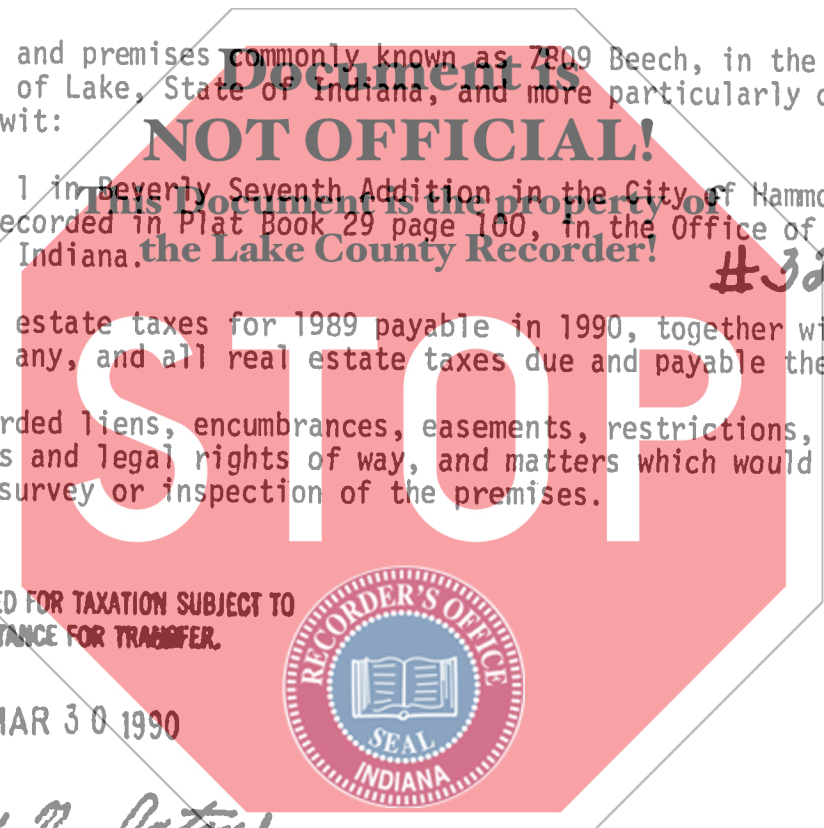 and premises commonly known as 7809 Beech, in the
Document is
of Lake, State of Indiana, and more particularly
wit:
NOT OFFICIAL!
1 in Beverly Seventh Addition in the City of Hammo
This Document is the property of
ecorded in Plat Book 29 page 100, in the Office of
the Lake County Recorder!
Indiana.
#32
estate taxes for 1989 payable in 1990, together wi
any, and all real estate taxes due and payable the
STOP
rded liens, encumbrances, easements, restrictions,
s and legal rights of way, and matters which would
survey or inspection of the premises.
ED FOR TAXATION SUBJECT TO
TANCE FOR TRANSFER.
RECORDER'S OFFICE
MAR 30 1990
SEAL
INDIANA